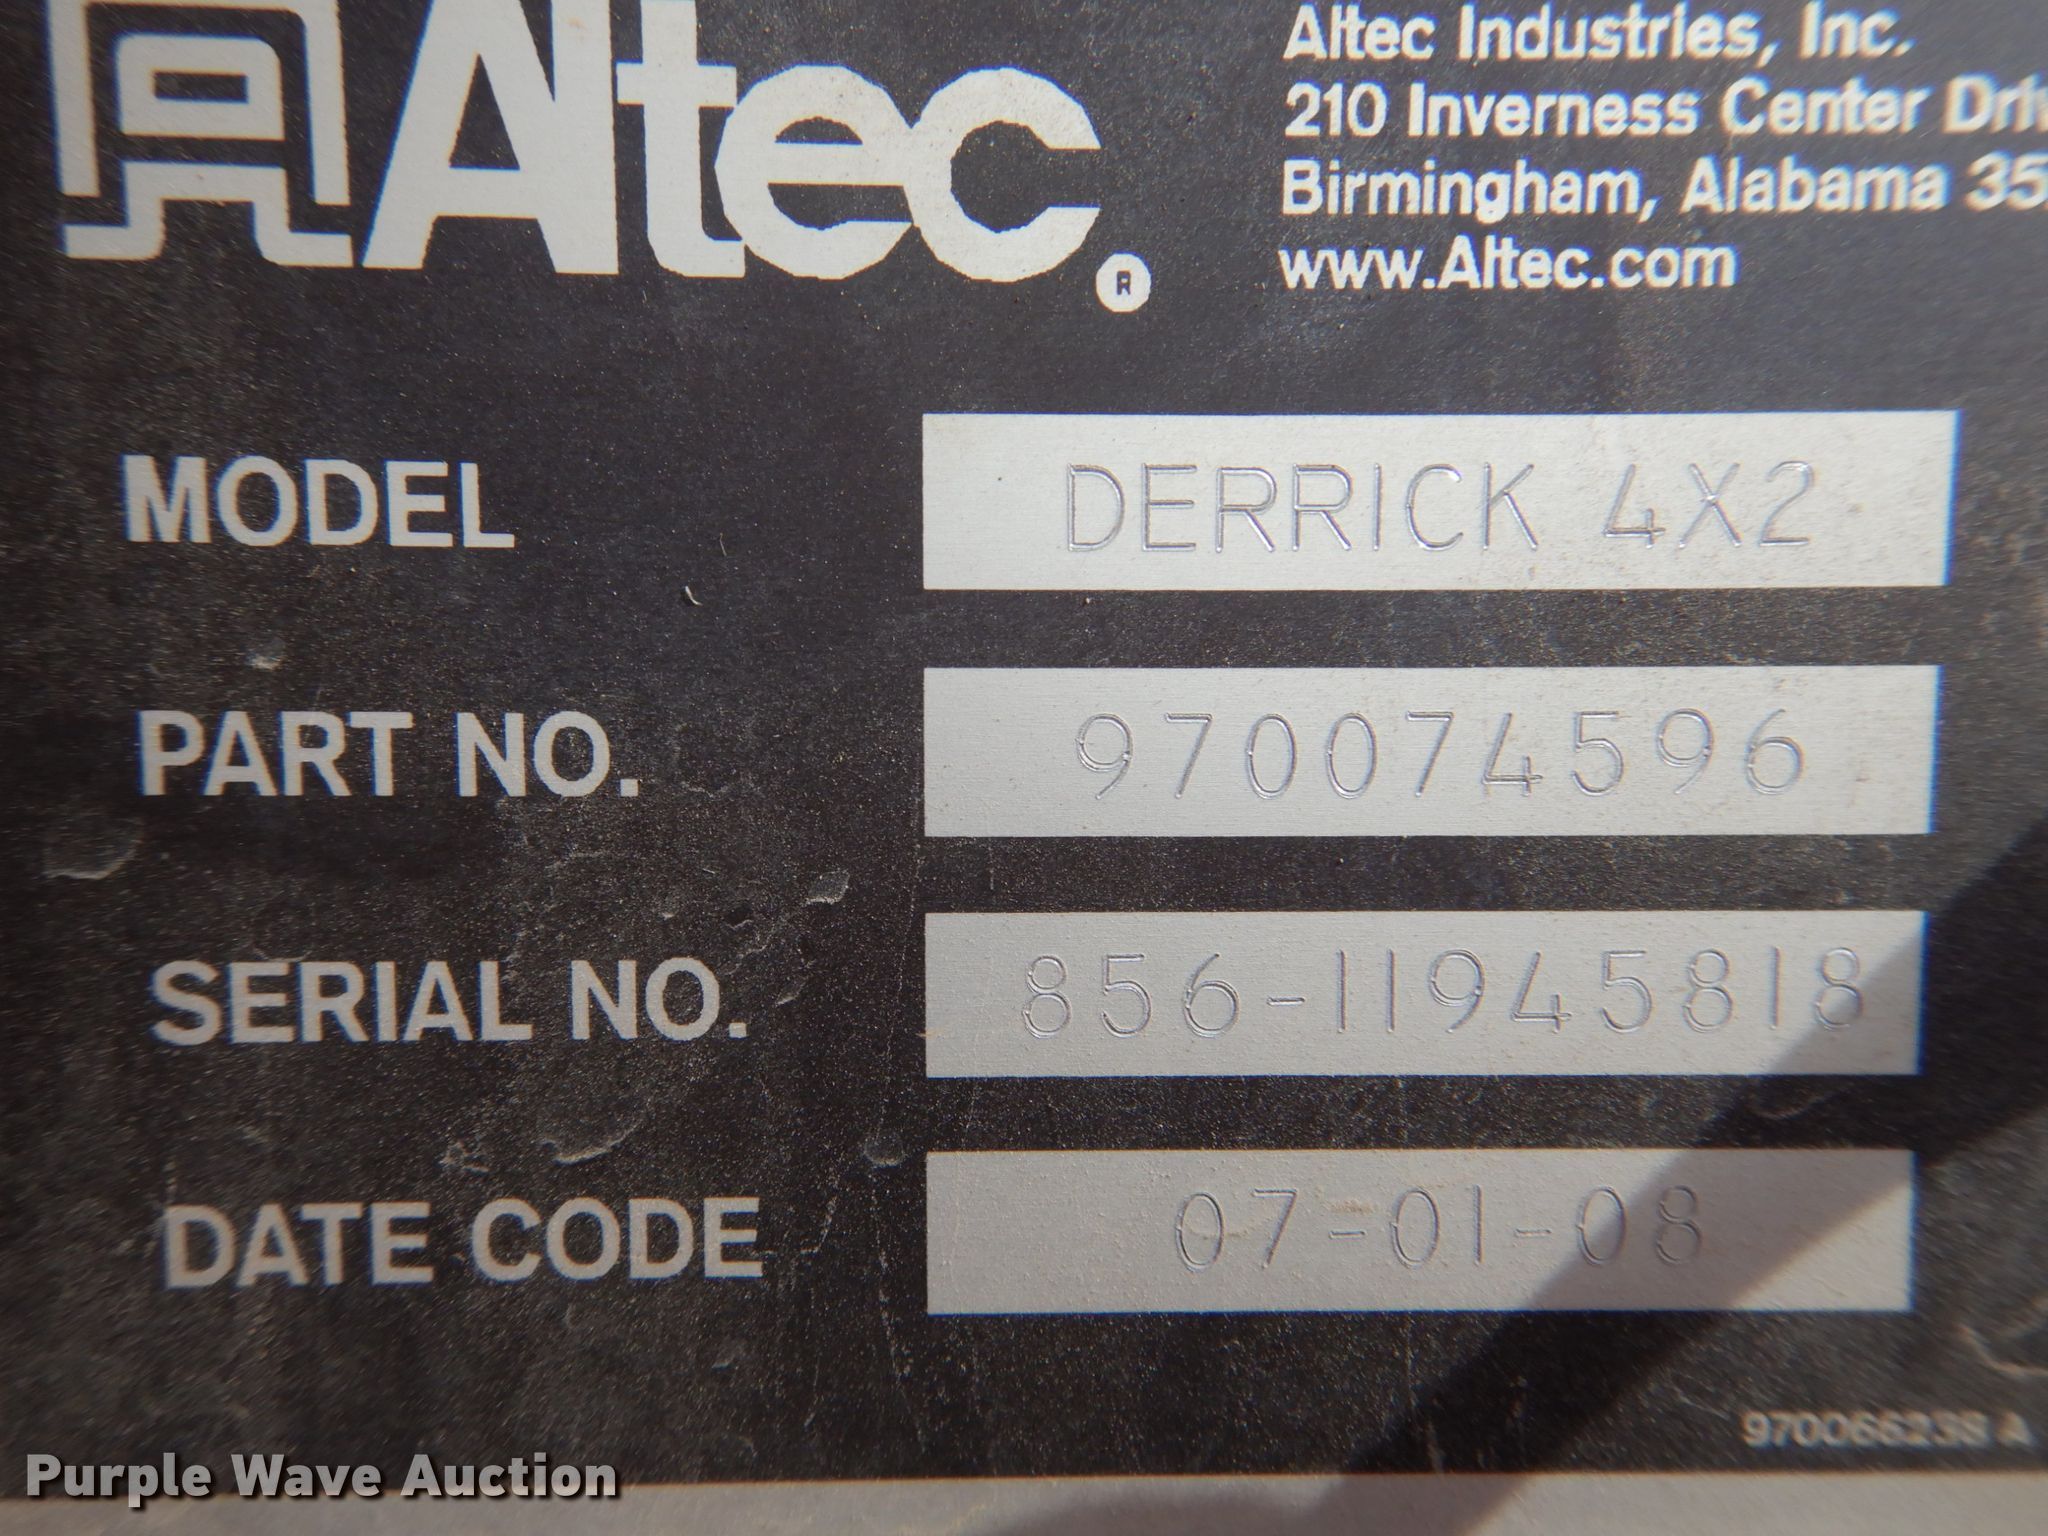 Altec®
Altec Industries, Inc.
210 Inverness Center
Birmingham, Alabama
www.Altec.com
MODEL DERRICK 4X2
PART NO. 970074596
SERIAL NO. 856-11945818
DATE CODE 07-01-08
970066238 A
Purple Wave Auction